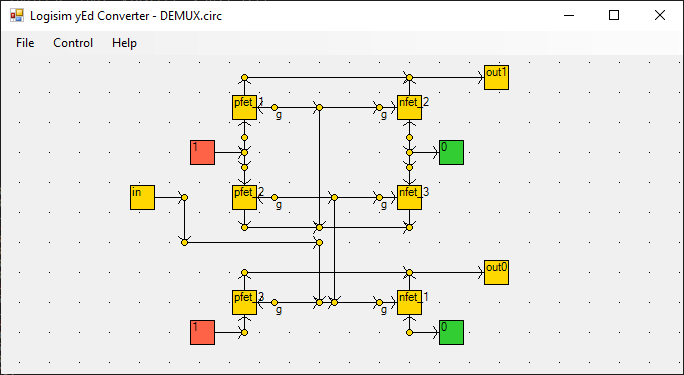 Logisim yEd Converter - DEMUX.circ
File Control Help
out1
pfet_1 nfet_2
g g
1 0
in pfet_2 nfet_3
g g
out0
pfet_3 nfet_1
g g
1 0